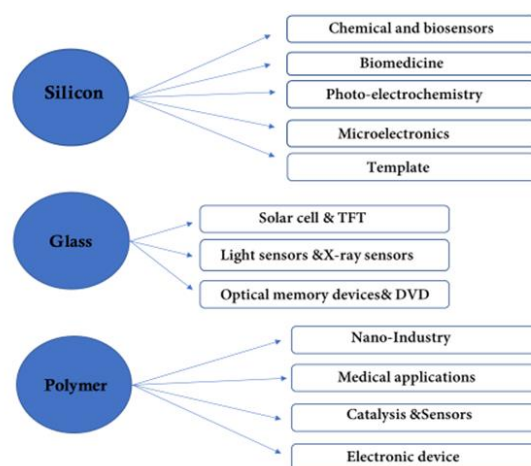 Silicon
Chemical and biosensors
Biomedicine
Photo-electrochemistry
Microelectronics
Template
Glass
Solar cell & TFT
Light sensors &X-ray sensors
Optical memory devices& DVD
Polymer
Nano-Industry
Medical applications
Catalysis &Sensors
Electronic device